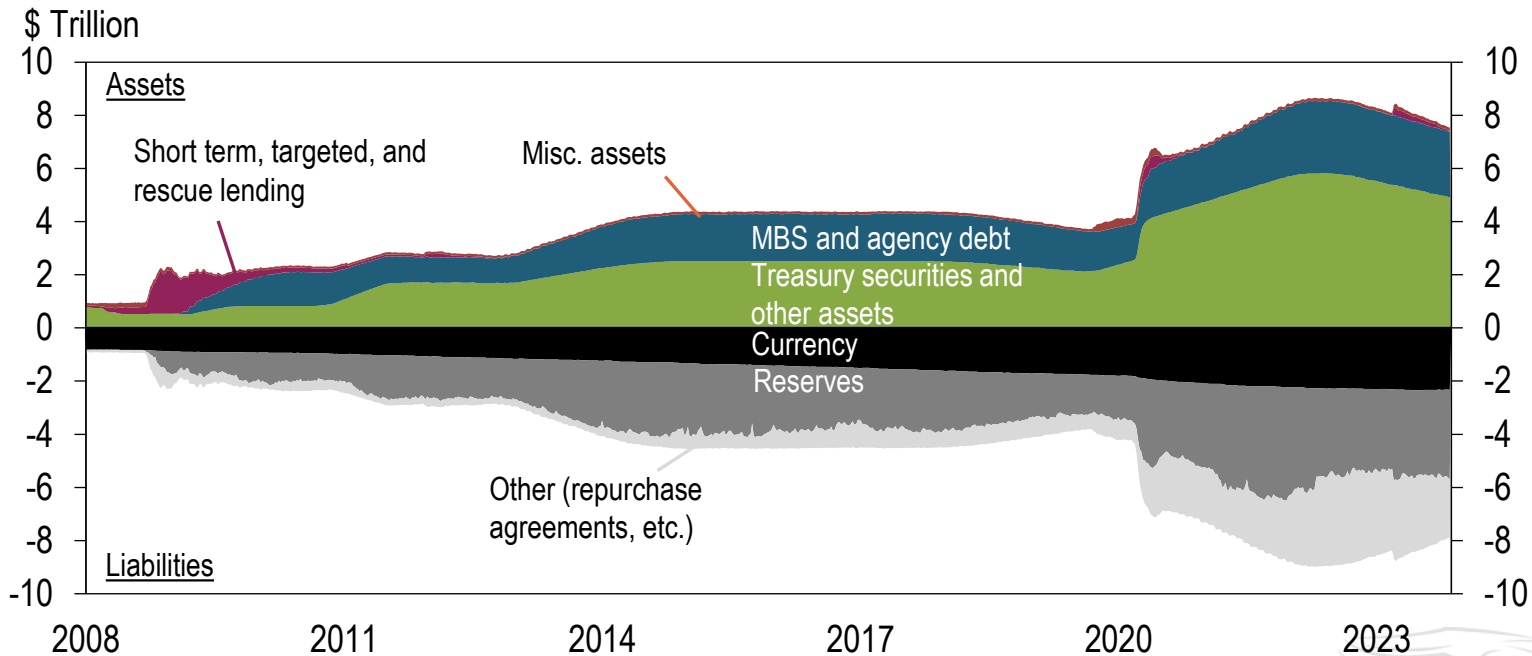 $ Trillion
10
8
6
4
2
0
-2
-4
-6
-8
-10
10
8
6
4
2
0
-2
-4
-6
-8
-10
Assets
Short term, targeted, and
rescue lending
Misc. assets
MBS and agency debt
Treasury securities and
other assets
Currency
Reserves
Other (repurchase
agreements, etc.)
Liabilities
2008
2011
2014
2017
2020
2023